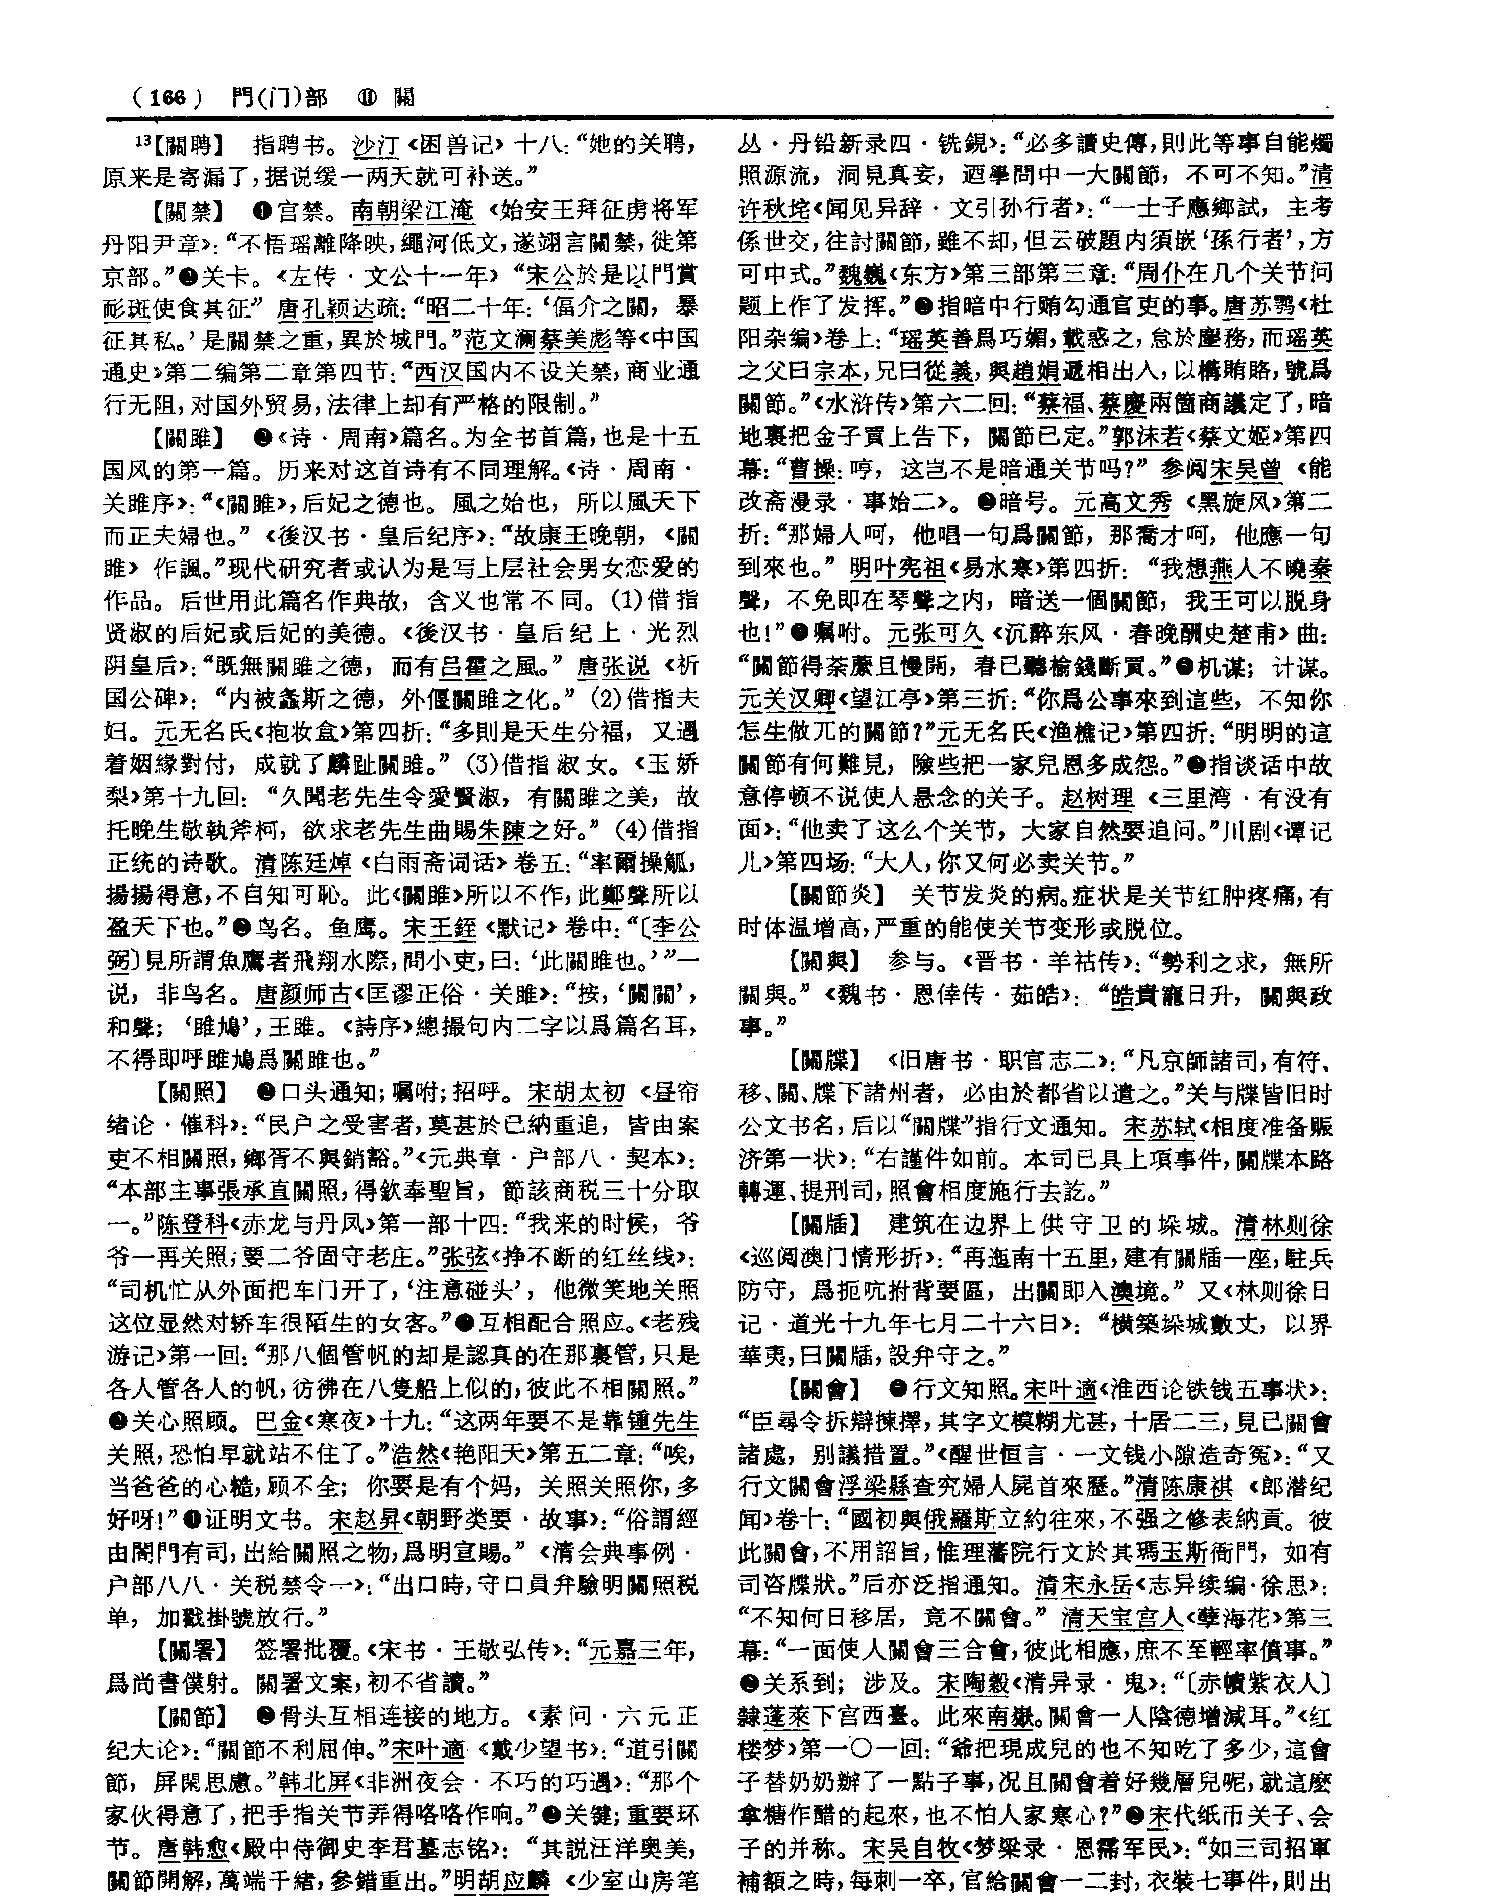 (166) 門(门)部 ⑪ 關
13【關聘】 指聘书。沙汀《困兽记》十八：“她的关聘，
原来是寄漏了，据说缓一两天就可补送。”
【關禁】 ❶宫禁。南朝梁江淹《始安王拜征虏将军
丹阳尹章》：“不悟瑶離降映，繩河低文，遂翊言關禁，徙第
京部。”❷关卡。《左传·文公十一年》“宋公於是以門賞
耏斑使食其征” 唐孔颖达疏：“昭二十年：‘偪介之關，暴
征其私。’是關禁之重，異於城門。”范文澜蔡美彪等《中国
通史》第二编第二章第四节：“西汉国内不设关禁，商业通
行无阻，对国外贸易，法律上却有严格的限制。”
【關雎】 ❶《诗·周南》篇名。为全书首篇，也是十五
国风的第一篇。历来对这首诗有不同理解。《诗·周南·
关雎序》：“《關雎》，后妃之德也。風之始也，所以風天下
而正夫婦也。”《後汉书·皇后纪序》：“故康王晚朝，《關
雎》作諷。”现代研究者或认为是写上层社会男女恋爱的
作品。后世用此篇名作典故，含义也常不同。(1)借指
贤淑的后妃或后妃的美德。《後汉书·皇后纪上·光烈
阴皇后》：“既無關雎之德，而有吕霍之風。”唐张说《祈
国公碑》：“内被螽斯之德，外偃關雎之化。”(2)借指夫
妇。元无名氏《抱妆盒》第四折：“多則是天生分福，又遇
着姻緣對付，成就了麟趾關雎。”(3)借指淑女。《玉娇
梨》第十九回：“久聞老先生令愛賢淑，有關雎之美，故
托晚生敬執斧柯，欲求老先生曲賜朱陳之好。”(4)借指
正统的诗歌。清陈廷焯《白雨斋词话》卷五：“率爾操觚，
揚揚得意，不自知可恥。此《關雎》所以不作，此鄭聲所以
盈天下也。”❷鸟名。鱼鹰。宋王銍《默记》卷中：“〔李公
弼〕見所謂魚鷹者飛翔水際，問小吏，曰：‘此關雎也。’”一
说，非鸟名。唐颜师古《匡谬正俗·关雎》：“按，‘關關’，
和聲；‘雎鳩’，王雎。《詩序》總撮句内二字以爲篇名耳，
不得即呼雎鳩爲關雎也。”
【關照】 ❶口头通知；嘱咐；招呼。宋胡太初《昼帘
绪论·催科》：“民户之受害者，莫甚於已納重追，皆由案
吏不相關照，鄉胥不與銷豁。”《元典章·户部八·契本》：
“本部主事張承直關照，得欽奉聖旨，節該商税三十分取
一。”陈登科《赤龙与丹凤》第一部十四：“我来的时候，爷
爷一再关照，要二爷固守老庄。”张弦《挣不断的红丝线》：
“司机忙从外面把车门开了，‘注意碰头’，他微笑地关照
这位显然对轿车很陌生的女客。”❷互相配合照应。《老残
游记》第一回：“那八個管帆的却是認真的在那裏管，只是
各人管各人的帆，彷彿在八隻船上似的，彼此不相關照。”
❸关心照顾。巴金《寒夜》十九：“这两年要不是靠锺先生
关照，恐怕早就站不住了。”浩然《艳阳天》第五二章：“唉，
当爸爸的心糙，顾不全；你要是有个妈，关照关照你，多
好呀！”❹证明文书。宋赵昇《朝野类要·故事》：“俗謂經
由閤門有司，出給關照之物，爲明宣賜。”《清会典事例·
户部八八·关税禁令一》：“出口時，守口員弁驗明關照税
单，加戳掛號放行。”
【關署】 签署批覆。《宋书·王敬弘传》：“元嘉三年，
爲尚書僕射。關署文案，初不省讀。”
【關節】 ❶骨头互相连接的地方。《素问·六元正
纪大论》：“關節不利屈伸。”宋叶適《戴少望书》：“道引關
節，屏閑思慮。”韩北屏《非洲夜会·不巧的巧遇》：“那个
家伙得意了，把手指关节弄得咯咯作响。”❷关键；重要环
节。唐韩愈《殿中侍御史李君墓志铭》：“其説汪洋奥美，
關節開解，萬端千緒，參錯重出。”明胡应麟《少室山房笔
丛·丹铅新录四·铣鋧》：“必多讀史傳，則此等事自能燭
照源流，洞見真妄，迺學問中一大關節，不可不知。”清
许秋垞《闻见异辞·文引孙行者》：“一士子應鄉試，主考
係世交，往討關節，雖不却，但云破題内須嵌‘孫行者’，方
可中式。”魏巍《东方》第三部第三章：“周仆在几个关节问
题上作了发挥。”❸指暗中行贿勾通官吏的事。唐苏鹗《杜
阳杂编》卷上：“瑶英善爲巧媚，載惑之，怠於塵務，而瑶英
之父曰宗本，兄曰從義，與趙娟遞相出入，以構賄賂，號爲
關節。”《水浒传》第六二回：“蔡福、蔡慶兩箇商議定了，暗
地裏把金子買上告下，關節已定。”郭沫若《蔡文姬》第四
幕：“曹操：哼，这岂不是暗通关节吗？”参阅宋吴曾《能
改斋漫录·事始二》。❹暗号。元高文秀《黑旋风》第二
折：“那婦人呵，他唱一句爲關節，那喬才呵，他應一句
到來也。”明叶宪祖《易水寒》第四折：“我想燕人不曉秦
聲，不免即在琴聲之内，暗送一個關節，我王可以脱身
也！”❺嘱咐。元张可久《沉醉东风·春晚酬史楚甫》曲：
“關節得荼蘼且慢開，春已聽榆錢斷買。”❻机谋；计谋。
元关汉卿《望江亭》第三折：“你爲公事來到這些，不知你
怎生做兀的關節？”元无名氏《渔樵记》第四折：“明明的這
關節有何難見，險些把一家兒恩多成怨。”❼指谈话中故
意停顿不说使人悬念的关子。赵树理《三里湾·有没有
面》：“他卖了这么个关节，大家自然要追问。”川剧《谭记
儿》第四场：“大人，你又何必卖关节。”
【關節炎】 关节发炎的病。症状是关节红肿疼痛，有
时体温增高，严重的能使关节变形或脱位。
【關與】 参与。《晋书·羊祜传》：“勢利之求，無所
關與。”《魏书·恩倖传·茹皓》：“皓貴寵日升，關與政
事。”
【關牒】 《旧唐书·职官志二》：“凡京師諸司，有符、
移、關、牒下諸州者，必由於都省以遣之。”关与牒皆旧时
公文书名，后以“關牒”指行文通知。宋苏轼《相度准备赈
济第一状》：“右謹件如前。本司已具上項事件，關牒本路
轉運、提刑司，照會相度施行去訖。”
【關牐】 建筑在边界上供守卫的垛城。清林则徐
《巡阅澳门情形折》：“再迤南十五里，建有關牐一座，駐兵
防守，爲扼吭拊背要區，出關即入澳境。”又《林则徐日
记·道光十九年七月二十六日》：“横築垜城數丈，以界
華夷，曰關牐，設弁守之。”
【關會】 ❶行文知照。宋叶適《淮西论铁钱五事状》：
“臣尋令拆辯揀擇，其字文模糊尤甚，十居二三，見已關會
諸處，别議措置。”《醒世恒言·一文钱小隙造奇冤》：“又
行文關會浮梁縣查究婦人屍首來歷。”清陈康祺《郎潜纪
闻》卷十：“國初與俄羅斯立約往來，不强之修表納貢。彼
此關會，不用詔旨，惟理藩院行文於其瑪玉斯衙門，如有
司咨牒狀。”后亦泛指通知。清宋永岳《志异续编·徐思》：
“不知何日移居，竟不關會。”清天宝宫人《孽海花》第三
幕：“一面使人關會三合會，彼此相應，庶不至輕率僨事。”
❷关系到；涉及。宋陶穀《清异录·鬼》：“〔赤幘紫衣人〕
隸蓬萊下宫西臺。此來南嶽。關會一人陰德增減耳。”《红
楼梦》第一〇一回：“爺把現成兒的也不知吃了多少，這會
子替奶奶辦了一點子事，况且關會着好幾層兒呢，就這麽
拿糖作醋的起來，也不怕人家寒心？”❸宋代纸币关子、会
子的并称。宋吴自牧《梦粱录·恩霈军民》：“如三司招軍
補額之時，每刺一卒，官給關會一二封，衣裝七事件，則出